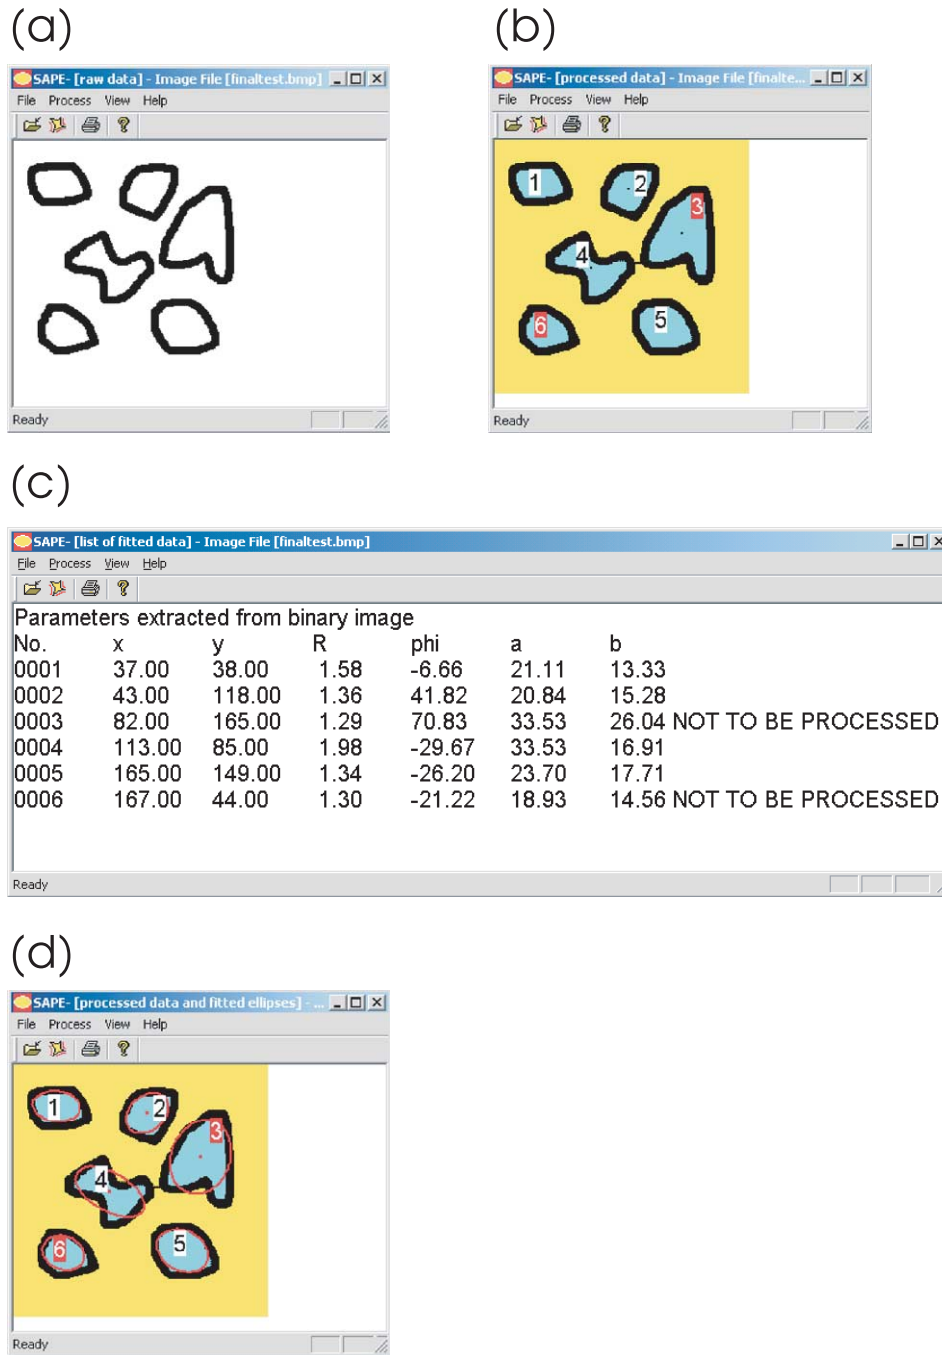 (a)
SAPE- [raw data] - Image File [finaltest.bmp]
File Process View Help
Ready
(b)
SAPE- [processed data] - Image File [finalte...
File Process View Help
1
2
3
4
5
6
Ready
(c)
SAPE- [list of fitted data] - Image File [finaltest.bmp]
File Process View Help
Parameters extracted from binary image
No. x y R phi a b
0001 37.00 38.00 1.58 -6.66 21.11 13.33
0002 43.00 118.00 1.36 41.82 20.84 15.28
0003 82.00 165.00 1.29 70.83 33.53 26.04 NOT TO BE PROCESSED
0004 113.00 85.00 1.98 -29.67 33.53 16.91
0005 165.00 149.00 1.34 -26.20 23.70 17.71
0006 167.00 44.00 1.30 -21.22 18.93 14.56 NOT TO BE PROCESSED
Ready
(d)
SAPE- [processed data and fitted ellipses] - ...
File Process View Help
1
2
3
4
5
6
Ready